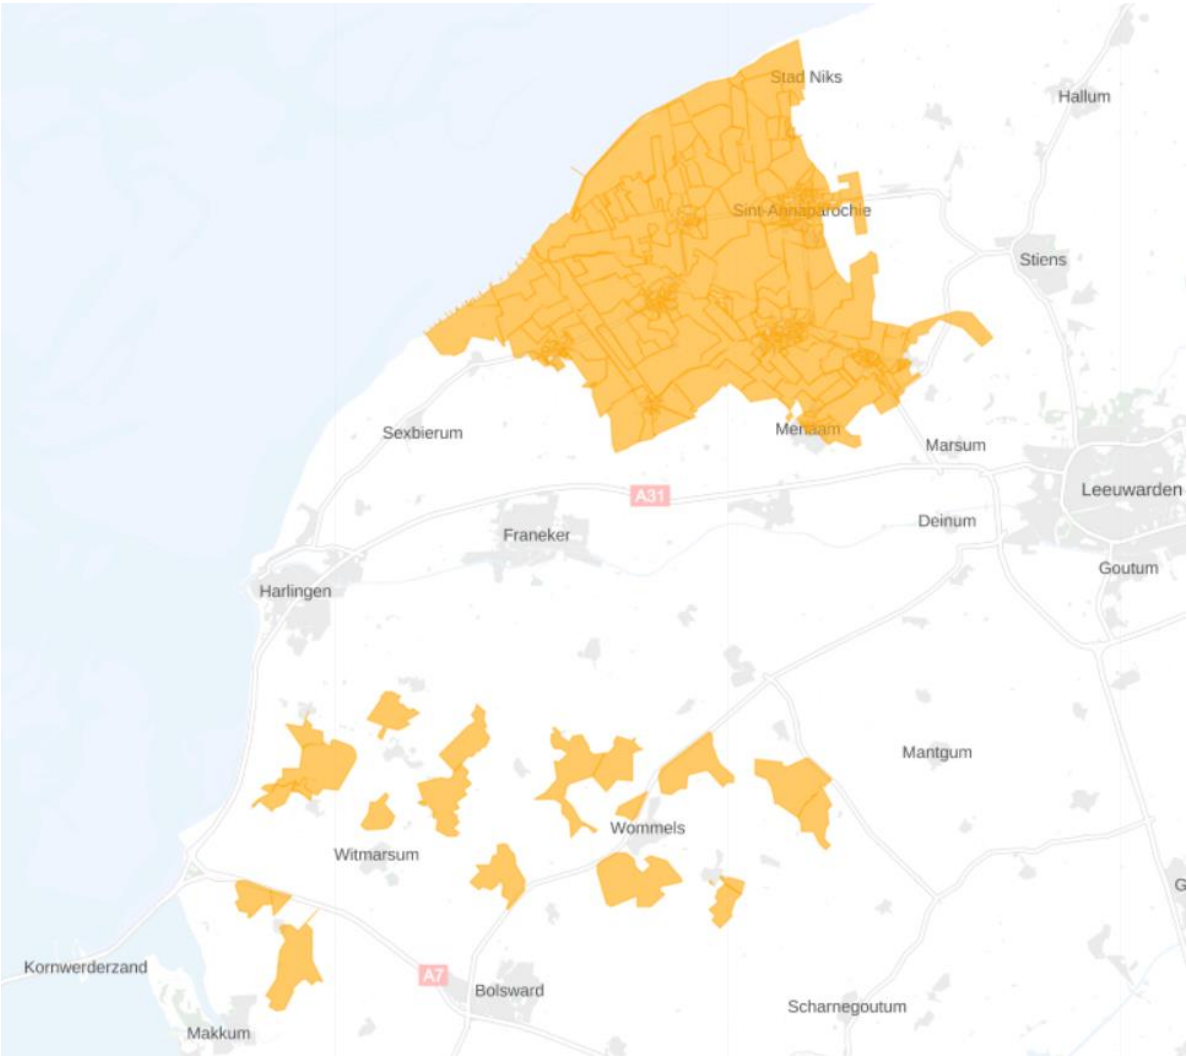 Stad Niks
Hallum
Sint-Annaparochie
Stiens
Sexbierum
Menaam
Marsum
A31
Leeuwarden
Franeker
Deinum
Goutum
Harlingen
Mantgum
Wommels
Witmarsum
G
Kornwerderzand
A7
Bolsward
Scharnegoutum
Makkum